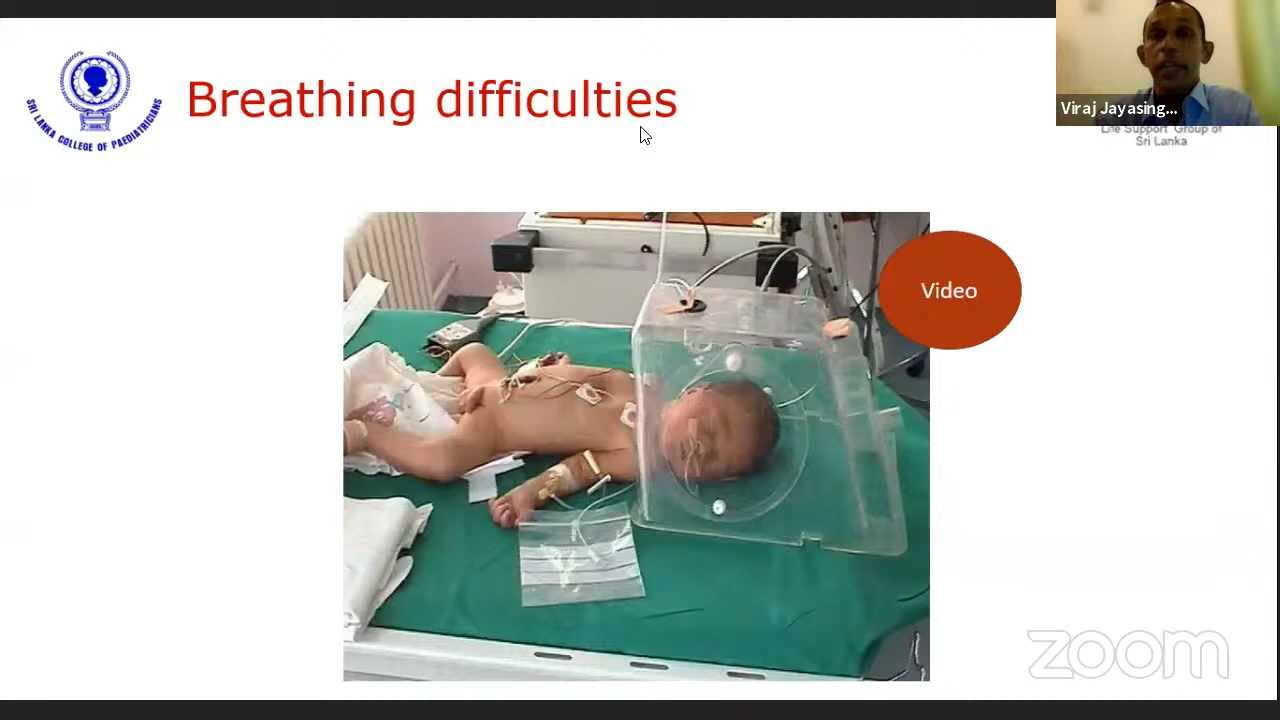 Breathing difficulties
SRI LANKA COLLEGE OF PAEDIATRICIANS
Viraj Jayasing...
Life Support Group of
Sri Lanka
Video
zoom